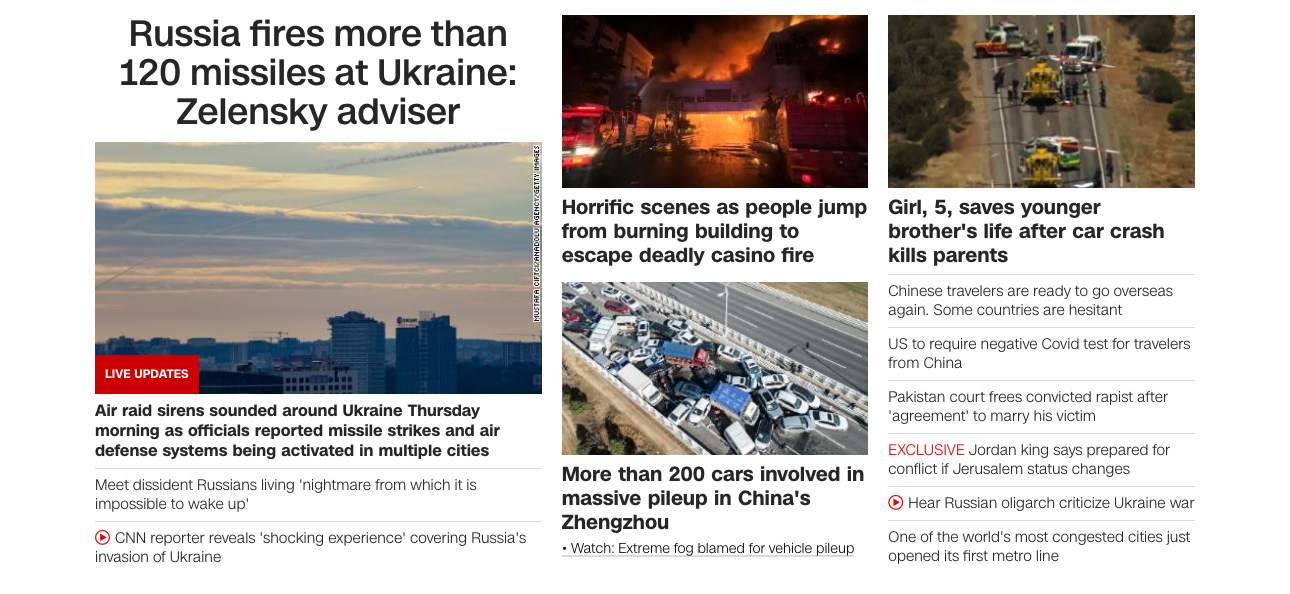 Russia fires more than
120 missiles at Ukraine:
Zelensky adviser
MUSTAFA CIFTCI/ANADOLU AGENCY/GETTY IMAGES
LIVE UPDATES
Air raid sirens sounded around Ukraine Thursday
morning as officials reported missile strikes and air
defense systems being activated in multiple cities
Meet dissident Russians living 'nightmare from which it is
impossible to wake up'
CNN reporter reveals 'shocking experience' covering Russia's
invasion of Ukraine
Horrific scenes as people jump
from burning building to
escape deadly casino fire
More than 200 cars involved in
massive pileup in China's
Zhengzhou
• Watch: Extreme fog blamed for vehicle pileup
Girl, 5, saves younger
brother's life after car crash
kills parents
Chinese travelers are ready to go overseas
again. Some countries are hesitant
US to require negative Covid test for travelers
from China
Pakistan court frees convicted rapist after
'agreement' to marry his victim
EXCLUSIVE Jordan king says prepared for
conflict if Jerusalem status changes
Hear Russian oligarch criticize Ukraine war
One of the world's most congested cities just
opened its first metro line